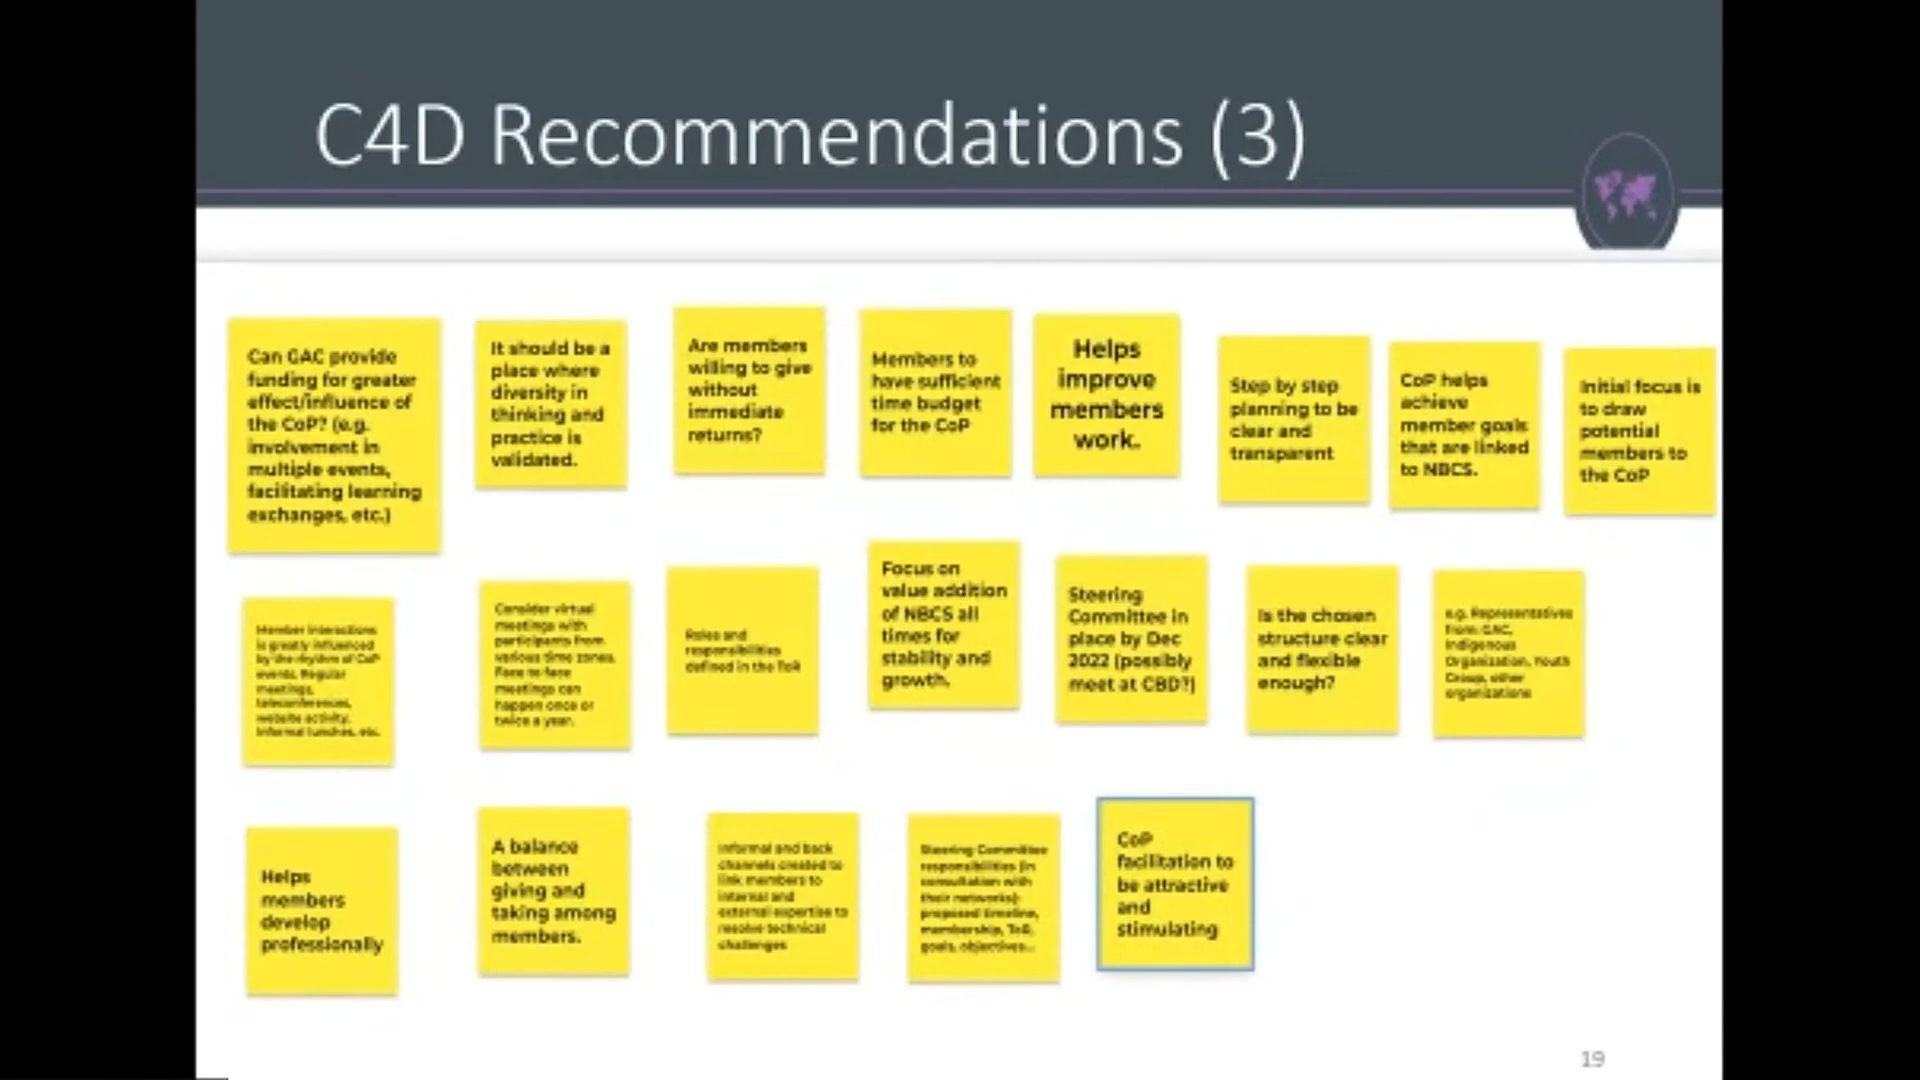 C4D Recommendations (3)
Can GAC provide
funding for greater
effect/influence of
the CoP? (e.g.
involvement in
multiple events,
facilitating learning
exchanges, etc.)
It should be a
place where
diversity in
thinking and
practice is
validated.
Are members
willing to give
without
immediate
returns?
Members to
have sufficient
time budget
for the CoP
Helps
improve
members
work.
Step by step
planning to be
clear and
transparent
CoP helps
achieve
member goals
that are linked
to NBCS.
Initial focus is
to draw
potential
members to
the CoP
Member interactions
is greatly influenced
by the rhythm of CoP
events. Regular
meetings,
teleconferences,
website activity,
informal lunches, etc.
Consider virtual
meetings with
participants from
various time zones.
Face to face
meetings can
happen once or
twice a year.
Roles and
responsibilities
defined in the ToR
Focus on
value addition
of NBCS all
times for
stability and
growth.
Steering
Committee in
place by Dec
2022 (possibly
meet at CBD?)
Is the chosen
structure clear
and flexible
enough?
e.g. Representatives
from: GAC,
Indigenous
Organization, Youth
Group, other
organizations
Helps
members
develop
professionally
A balance
between
giving and
taking among
members.
Informal and back
channels created to
link members to
internal and
external expertise to
resolve technical
challenges
Steering Committee
responsibilities (in
consultation with
their networks):
proposed timeline,
membership, ToR,
goals, objectives...
CoP
facilitation to
be attractive
and
stimulating
19